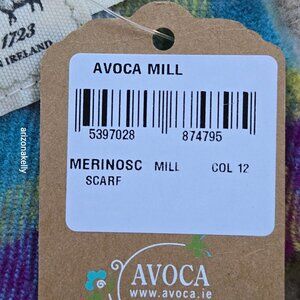 1723
N IRELAND
AVOCA MILL
5397028 874795
MERINOSC MILL COL 12
SCARF
arizonakelly
AVOCA
www.avoca.ie